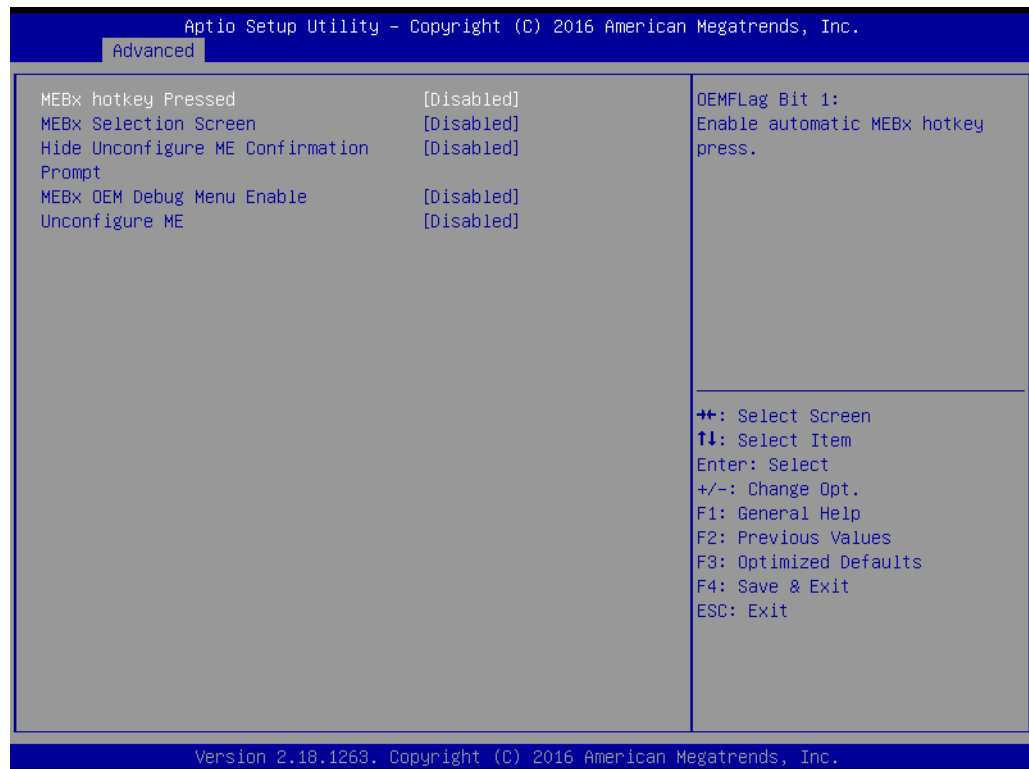 Aptio Setup Utility – Copyright (C) 2016 American Megatrends, Inc.
Advanced
MEBx hotkey Pressed [Disabled]
MEBx Selection Screen [Disabled]
Hide Unconfigure ME Confirmation [Disabled]
Prompt
MEBx OEM Debug Menu Enable [Disabled]
Unconfigure ME [Disabled]
OEMFLag Bit 1:
Enable automatic MEBx hotkey
press.
→←: Select Screen
↑↓: Select Item
Enter: Select
+/-: Change Opt.
F1: General Help
F2: Previous Values
F3: Optimized Defaults
F4: Save & Exit
ESC: Exit
Version 2.18.1263. Copyright (C) 2016 American Megatrends, Inc.